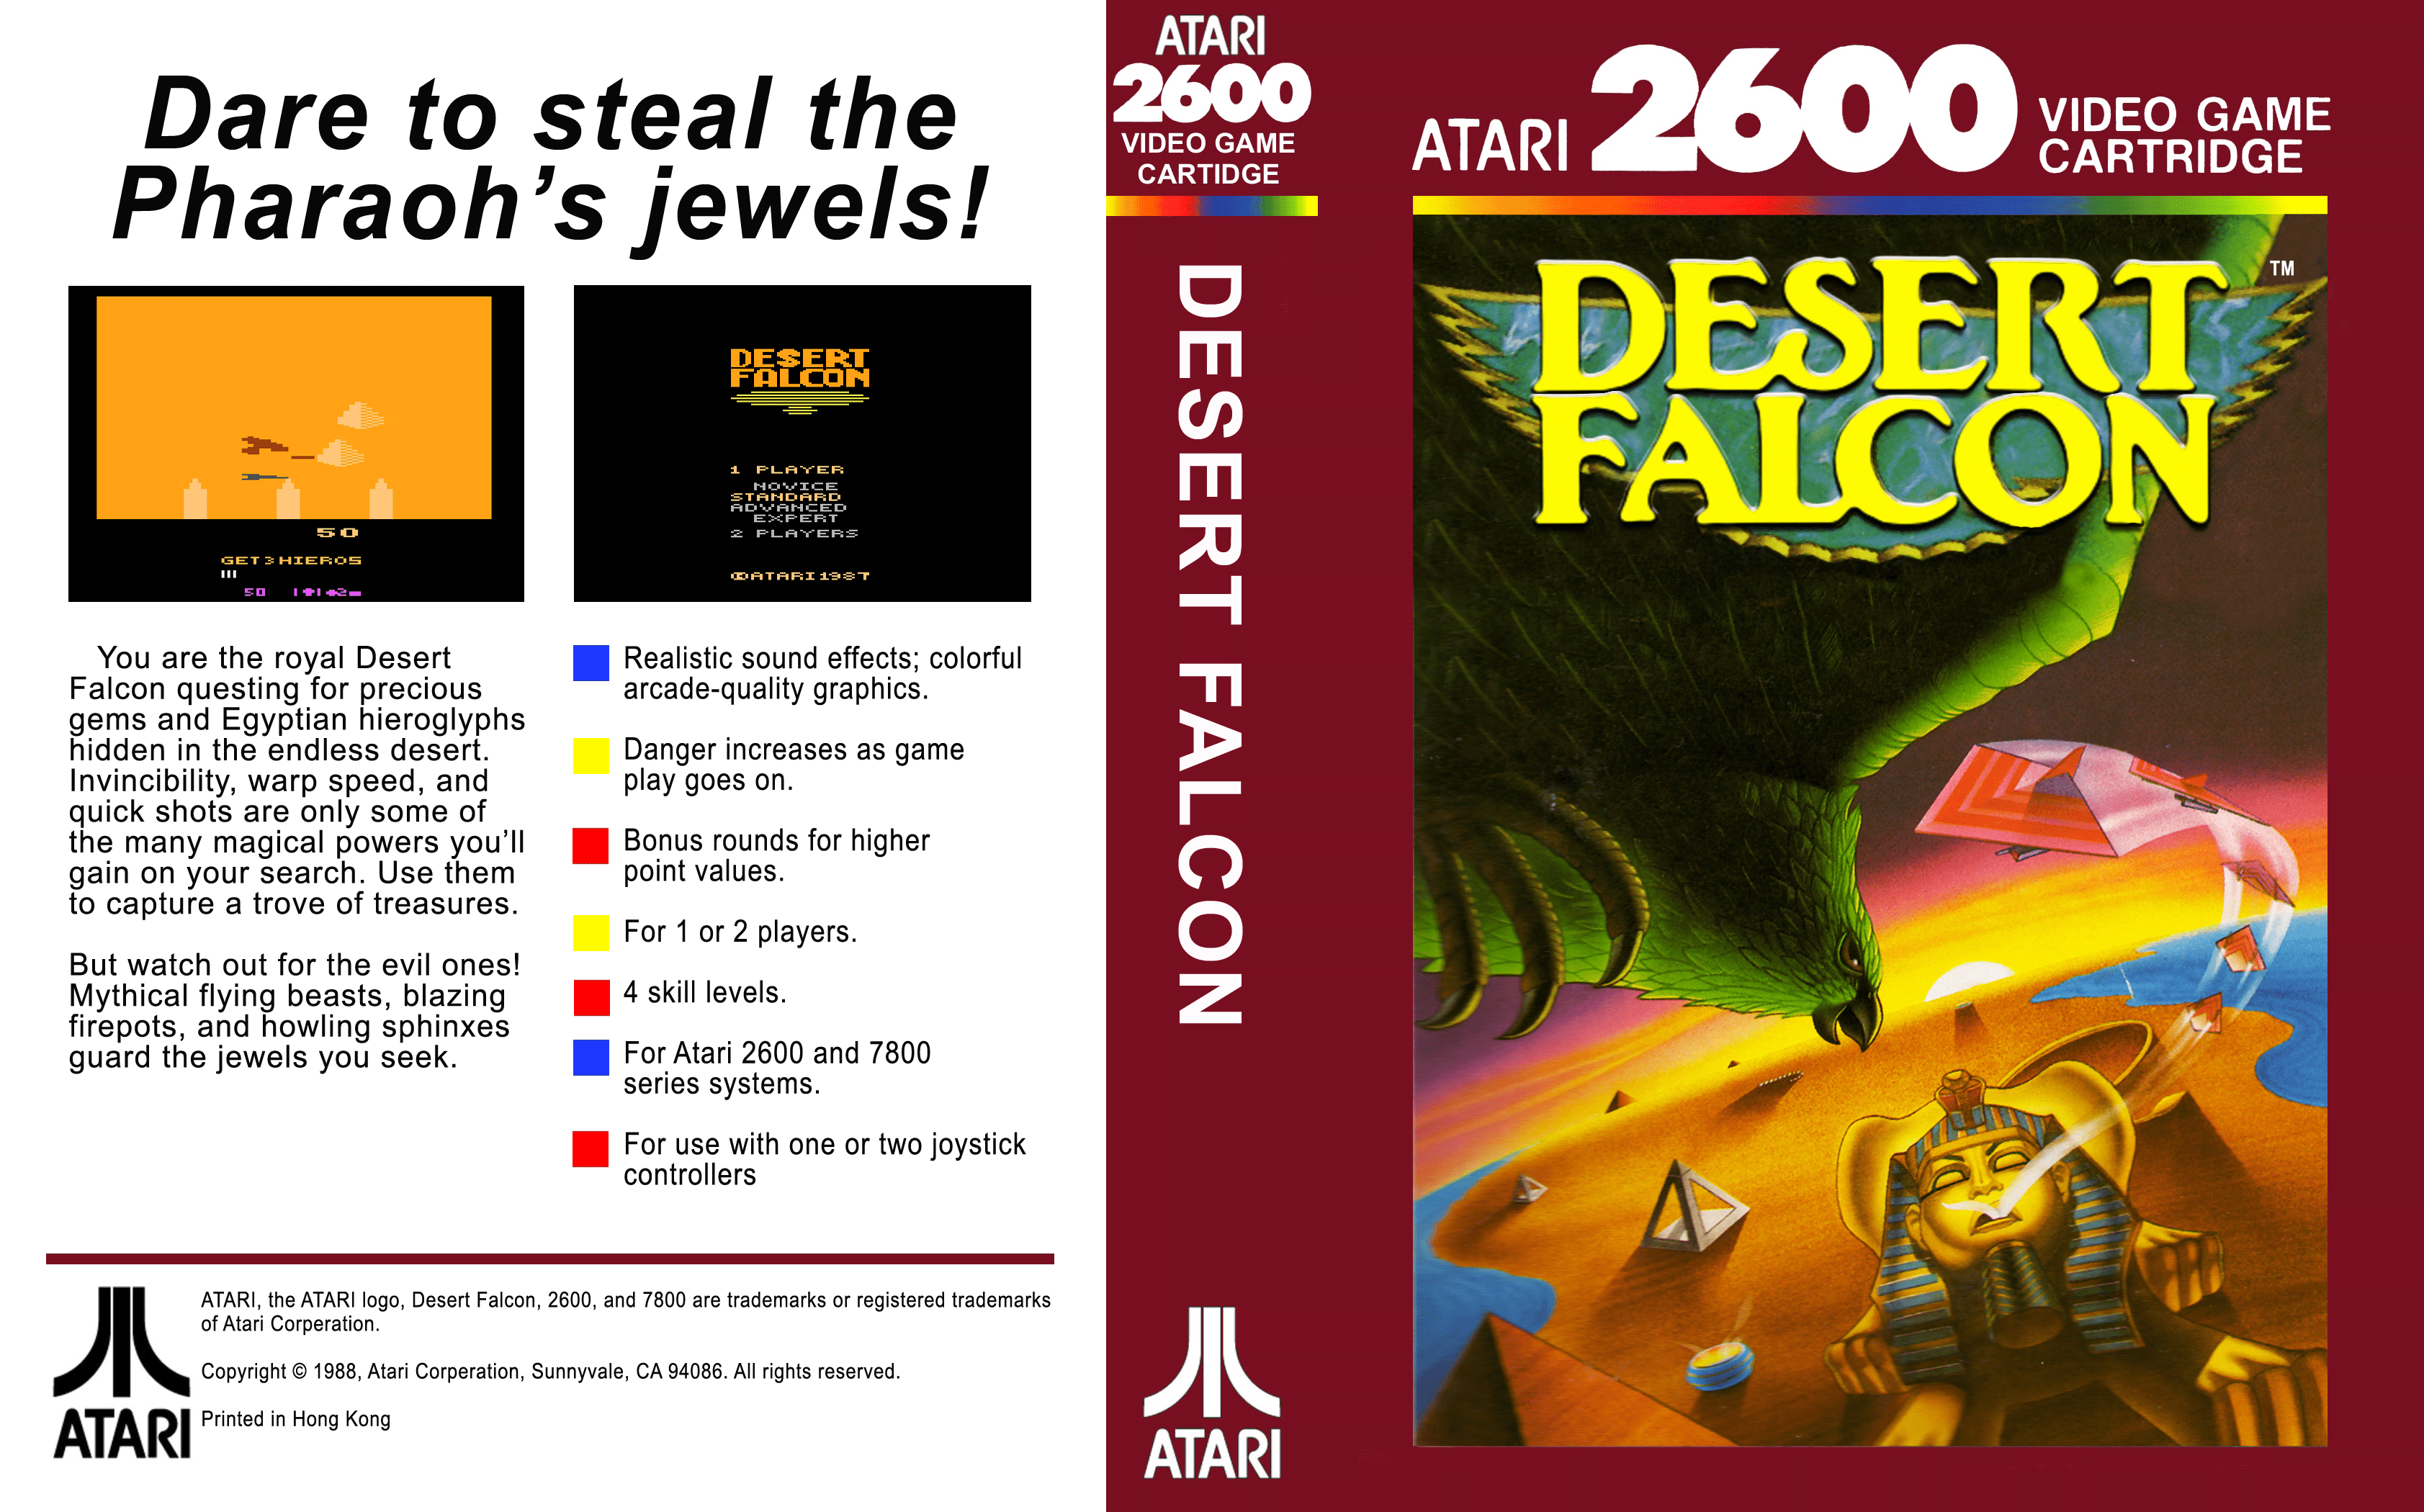 Dare to steal the
Pharaoh's jewels!
50
GET 3 HIEROS
50
DESERT
FALCON
1 PLAYER
NOVICE
STANDARD
ADVANCED
EXPERT
2 PLAYERS
©ATARI 1987
You are the royal Desert
Falcon questing for precious
gems and Egyptian hieroglyphs
hidden in the endless desert.
Invincibility, warp speed, and
quick shots are only some of
the many magical powers you'll
gain on your search. Use them
to capture a trove of treasures.
But watch out for the evil ones!
Mythical flying beasts, blazing
firepots, and howling sphinxes
guard the jewels you seek.
Realistic sound effects; colorful
arcade-quality graphics.
Danger increases as game
play goes on.
Bonus rounds for higher
point values.
For 1 or 2 players.
4 skill levels.
For Atari 2600 and 7800
series systems.
For use with one or two joystick
controllers
ATARI
ATARI, the ATARI logo, Desert Falcon, 2600, and 7800 are trademarks or registered trademarks
of Atari Corperation.
Copyright © 1988, Atari Corperation, Sunnyvale, CA 94086. All rights reserved.
Printed in Hong Kong
ATARI
2600
VIDEO GAME
CARTIDGE
DESERT FALCON
ATARI
ATARI 2600 VIDEO GAME
CARTRIDGE
DESERT ™
FALCON